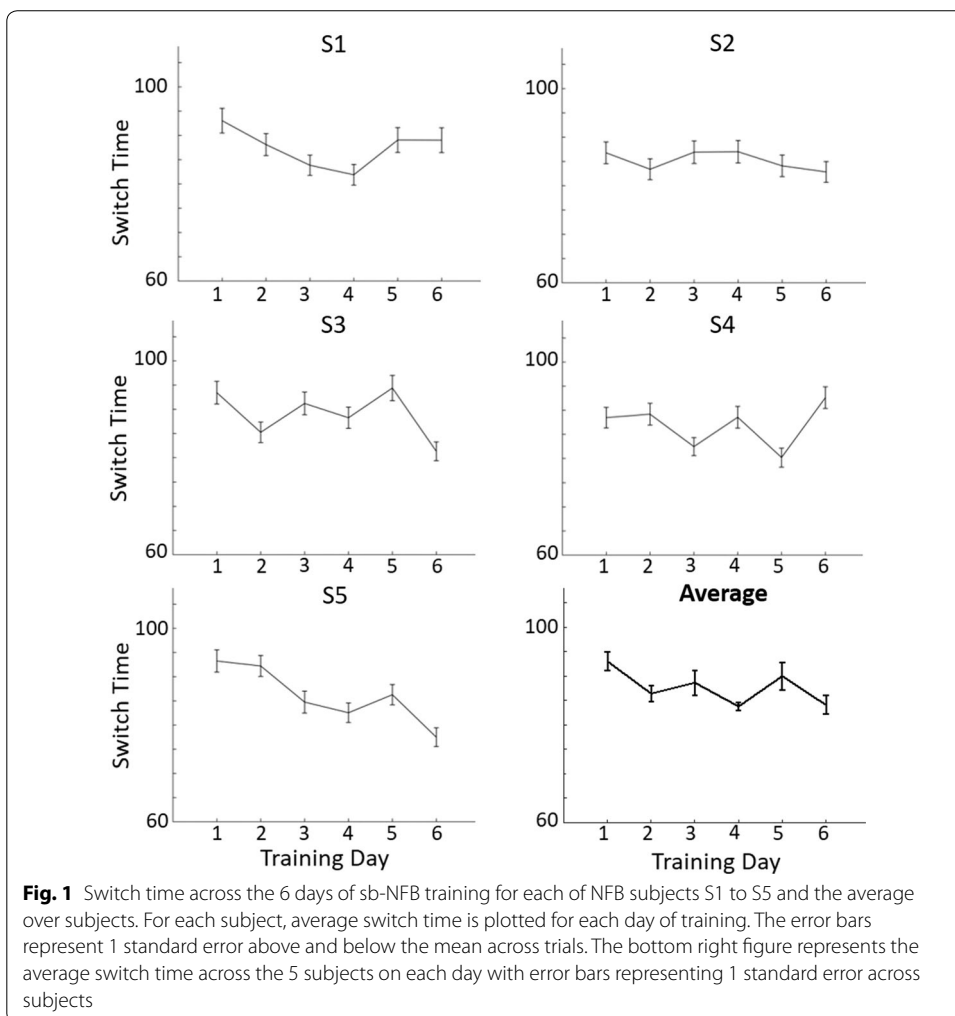 S1
S2
Switch Time
100
60
1 2 3 4 5 6
100
60
1 2 3 4 5 6
S3
S4
Switch Time
100
60
1 2 3 4 5 6
100
60
1 2 3 4 5 6
S5
Average
Switch Time
100
60
1 2 3 4 5 6
Training Day
100
60
1 2 3 4 5 6
Training Day
Fig. 1 Switch time across the 6 days of sb-NFB training for each of NFB subjects S1 to S5 and the average
over subjects. For each subject, average switch time is plotted for each day of training. The error bars
represent 1 standard error above and below the mean across trials. The bottom right figure represents the
average switch time across the 5 subjects on each day with error bars representing 1 standard error across
subjects